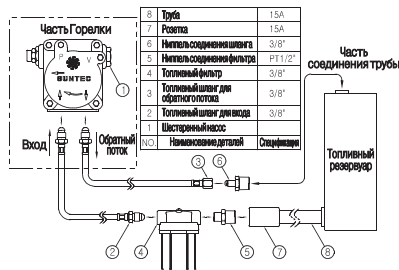 Часть Горелки
P
V
SUNTEC
1
Вход
Обратный
поток
8 Труба 15A
7 Розетка 15A
6 Ниппель соединения шланга 3/8"
5 Ниппель соединения фильтра PT1/2"
4 Топливный фильтр 3/8"
3 Топливный шланг для обратного потока 3/8"
2 Топливный шланг для входа 3/8"
1 Шестеренный насос
NO. Наименование деталей Спецификация
Часть
соединения трубы
Топливный
резервуар
3
6
2
4
5
7
8